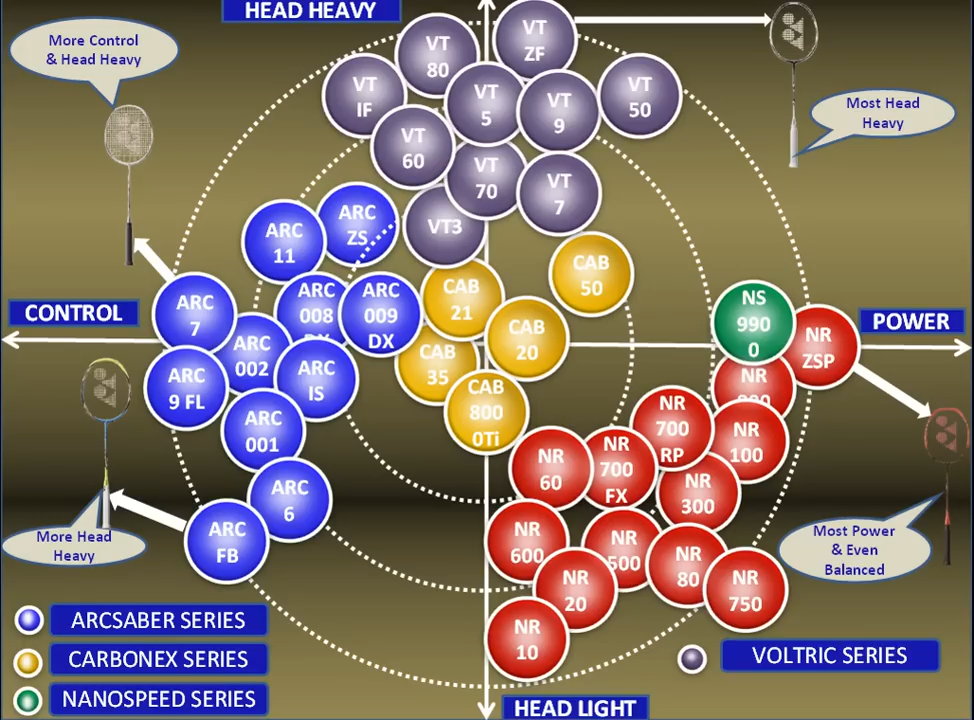 HEAD HEAVY
More Control
& Head Heavy
VT
80
VT
ZF
VT
IF
VT
5
VT
9
VT
50
Most Head
Heavy
VT
60
VT
70
VT
7
VT3
ARC
ZS
ARC
11
CAB
50
CONTROL
ARC
7
ARC
008
ARC
009
DX
CAB
21
CAB
20
NS
990
0
POWER
NR
ZSP
ARC
002
CAB
35
ARC
9 FL
ARC
IS
NR
CAB
800
0Ti
ARC
001
NR
700
RP
NR
100
NR
60
NR
700
FX
NR
300
ARC
6
ARC
FB
More Head
Heavy
NR
600
NR
500
NR
80
NR
20
NR
750
Most Power
& Even
Balanced
NR
10
ARCSABER SERIES
CARBONEX SERIES
NANOSPEED SERIES
VOLTRIC SERIES
HEAD LIGHT